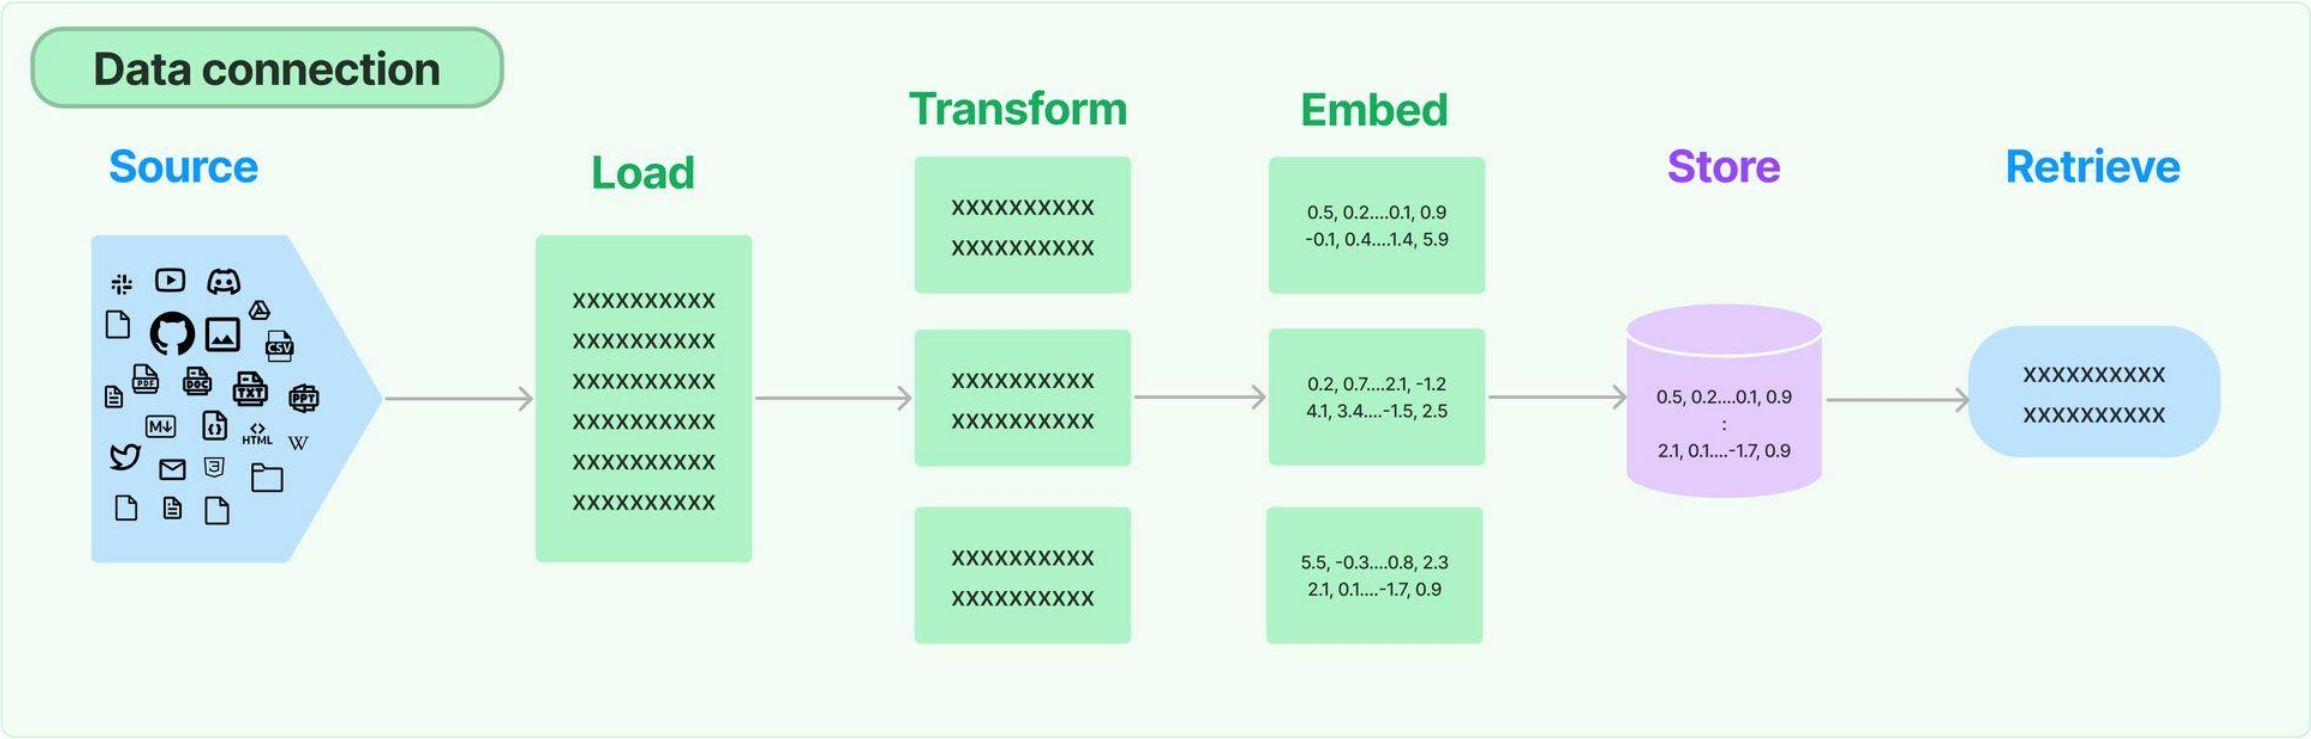 Data connection
Source
Load
Transform
Embed
Store
Retrieve
CSV
PDF
DOC
TXT
PPT
M
{}
<>
HTML
W
3
XXXXXXXXXX
XXXXXXXXXX
XXXXXXXXXX
XXXXXXXXXX
XXXXXXXXXX
XXXXXXXXXX
XXXXXXXXXX
XXXXXXXXXX
XXXXXXXXXX
XXXXXXXXXX
XXXXXXXXXX
XXXXXXXXXX
0.5, 0.2....0.1, 0.9
-0.1, 0.4....1.4, 5.9
0.2, 0.7....2.1, -1.2
4.1, 3.4....-1.5, 2.5
5.5, -0.3....0.8, 2.3
2.1, 0.1....-1.7, 0.9
0.5, 0.2....0.1, 0.9
:
2.1, 0.1....-1.7, 0.9
XXXXXXXXXX
XXXXXXXXXX